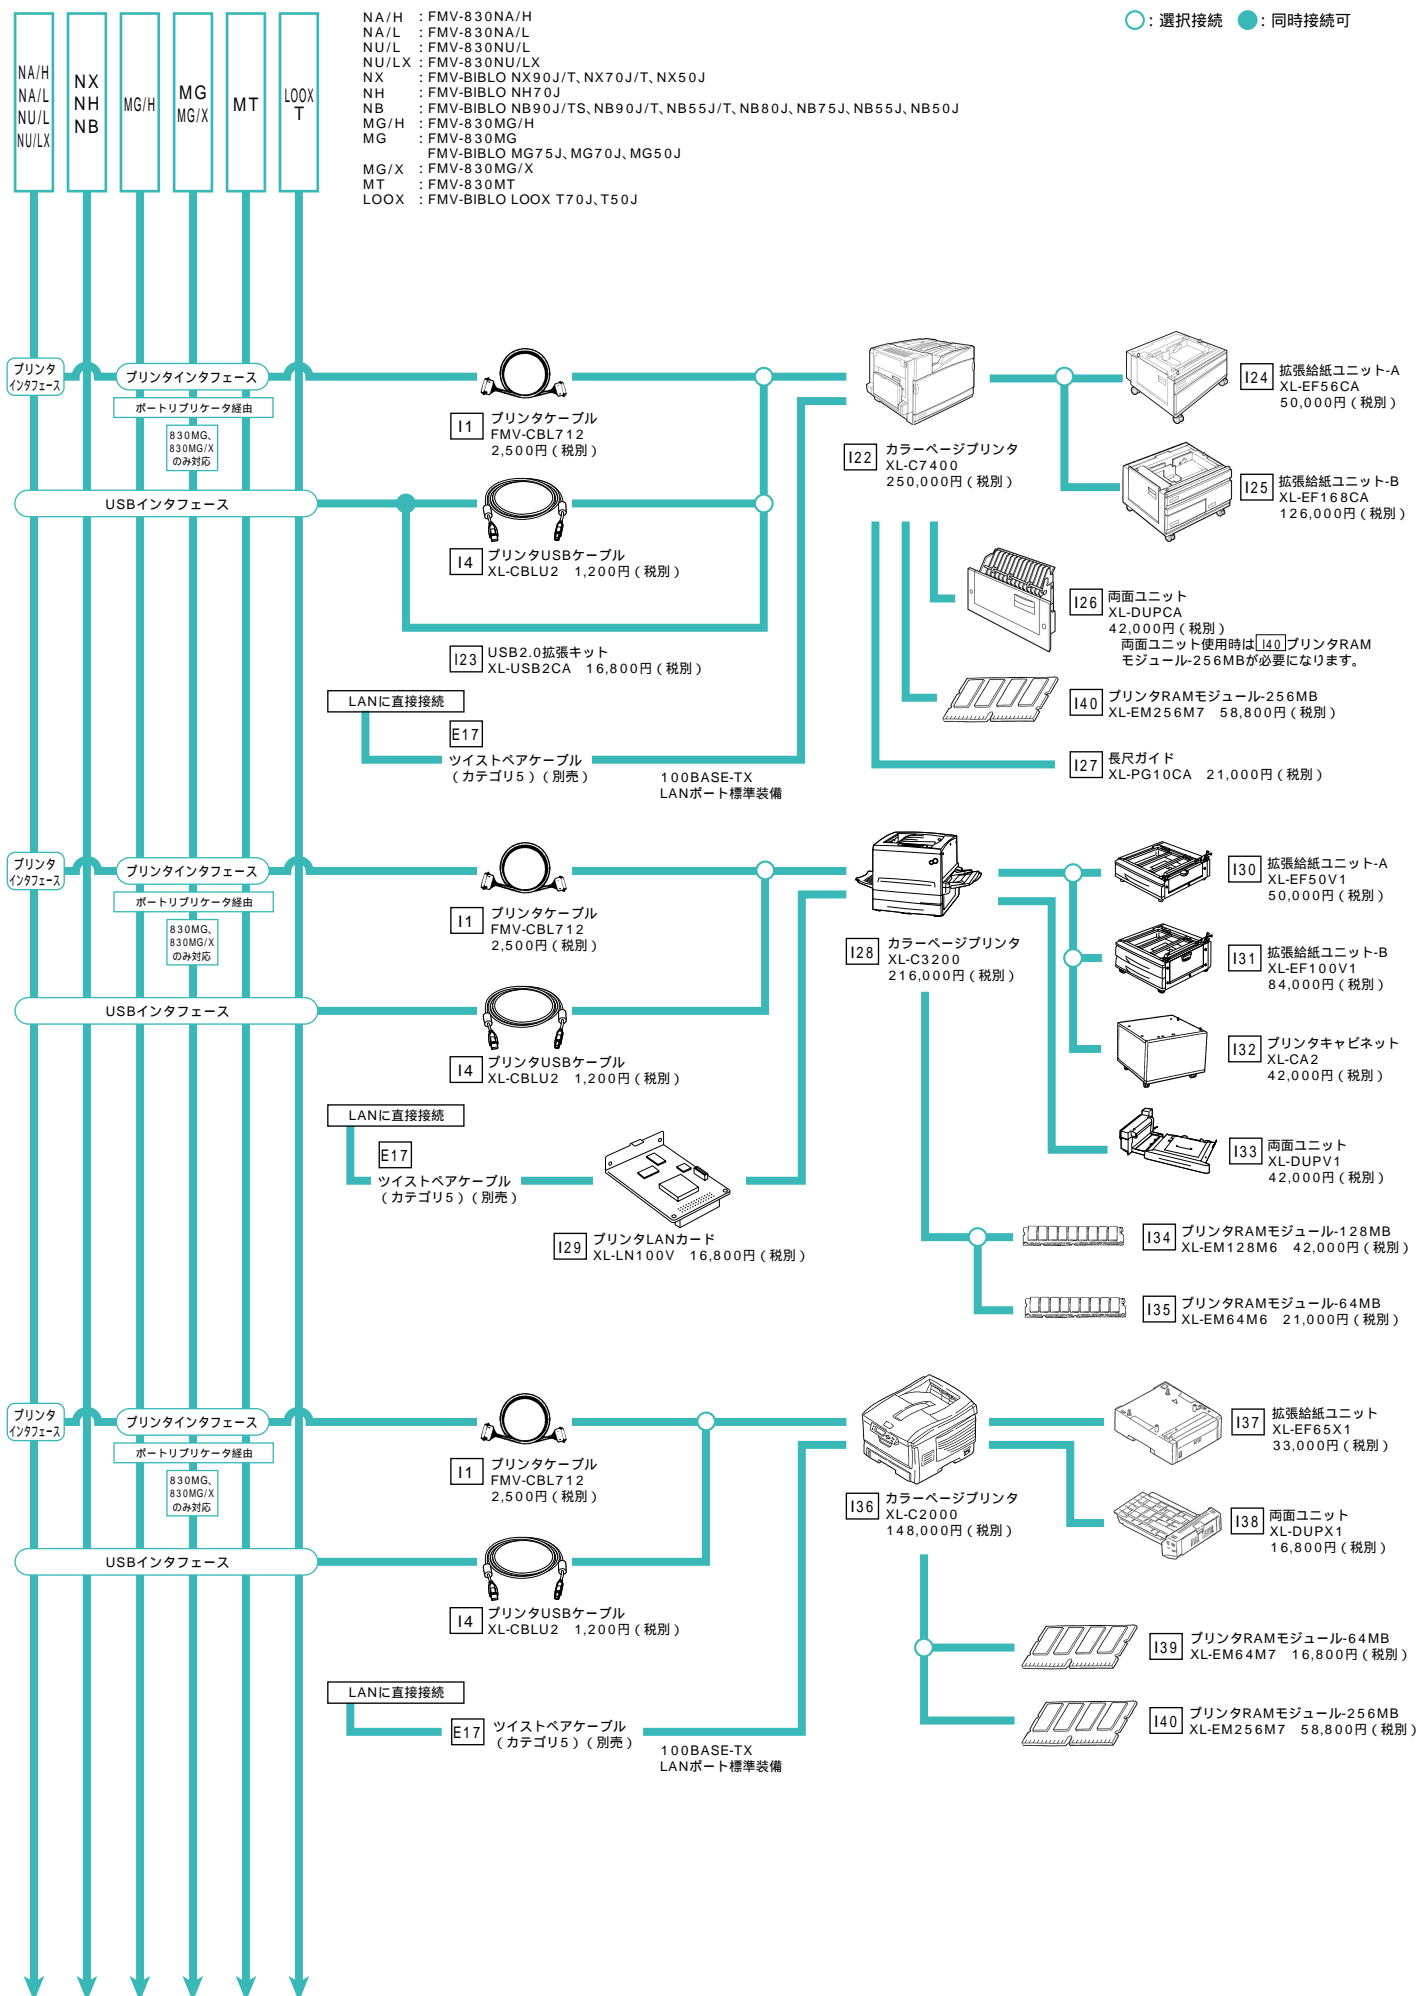 NA/H
NA/L
NU/L
NU/LX
NX
NH
NB
MG/H
MG
MG/X
MT
LOOX
T
NA/H : FMV-830NA/H
NA/L : FMV-830NA/L
NU/L : FMV-830NU/L
NU/LX : FMV-830NU/LX
NX : FMV-BIBLO NX90J/T、NX70J/T、NX50J
NH : FMV-BIBLO NH70J
NB : FMV-BIBLO NB90J/TS、NB90J/T、NB55J/T、NB80J、NB75J、NB55J、NB50J
MG/H : FMV-830MG/H
MG : FMV-830MG
FMV-BIBLO MG75J、MG70J、MG50J
MG/X : FMV-830MG/X
MT : FMV-830MT
LOOX : FMV-BIBLO LOOX T70J、T50J
○ : 選択接続 ● : 同時接続可
プリンタ
インタフェース
プリンタインタフェース
ポートリプリケータ経由
830MG、
830MG/X
のみ対応
I1 プリンタケーブル
FMV-CBL712
2,500円（税別）
USBインタフェース
I4 プリンタUSBケーブル
XL-CBLU2 1,200円（税別）
I23 USB2.0拡張キット
XL-USB2CA 16,800円（税別）
LANに直接接続
E17
ツイストペアケーブル
（カテゴリ5）（別売）
100BASE-TX
LANポート標準装備
I22 カラーページプリンタ
XL-C7400
250,000円（税別）
I24 拡張給紙ユニット-A
XL-EF56CA
50,000円（税別）
I25 拡張給紙ユニット-B
XL-EF168CA
126,000円（税別）
I26 両面ユニット
XL-DUPCA
42,000円（税別）
両面ユニット使用時は I40 プリンタRAM
モジュール-256MBが必要になります。
I40 プリンタRAMモジュール-256MB
XL-EM256M7 58,800円（税別）
I27 長尺ガイド
XL-PG10CA 21,000円（税別）
プリンタ
インタフェース
プリンタインタフェース
ポートリプリケータ経由
830MG、
830MG/X
のみ対応
I1 プリンタケーブル
FMV-CBL712
2,500円（税別）
USBインタフェース
I4 プリンタUSBケーブル
XL-CBLU2 1,200円（税別）
LANに直接接続
E17
ツイストペアケーブル
（カテゴリ5）（別売）
I29 プリンタLANカード
XL-LN100V 16,800円（税別）
I28 カラーページプリンタ
XL-C3200
216,000円（税別）
I30 拡張給紙ユニット-A
XL-EF50V1
50,000円（税別）
I31 拡張給紙ユニット-B
XL-EF100V1
84,000円（税別）
I32 プリンタキャビネット
XL-CA2
42,000円（税別）
I33 両面ユニット
XL-DUPV1
42,000円（税別）
I34 プリンタRAMモジュール-128MB
XL-EM128M6 42,000円（税別）
I35 プリンタRAMモジュール-64MB
XL-EM64M6 21,000円（税別）
プリンタ
インタフェース
プリンタインタフェース
ポートリプリケータ経由
830MG、
830MG/X
のみ対応
I1 プリンタケーブル
FMV-CBL712
2,500円（税別）
USBインタフェース
I4 プリンタUSBケーブル
XL-CBLU2 1,200円（税別）
LANに直接接続
E17 ツイストペアケーブル
（カテゴリ5）（別売）
100BASE-TX
LANポート標準装備
I36 カラーページプリンタ
XL-C2000
148,000円（税別）
I37 拡張給紙ユニット
XL-EF65X1
33,000円（税別）
I38 両面ユニット
XL-DUPX1
16,800円（税別）
I39 プリンタRAMモジュール-64MB
XL-EM64M7 16,800円（税別）
I40 プリンタRAMモジュール-256MB
XL-EM256M7 58,800円（税別）